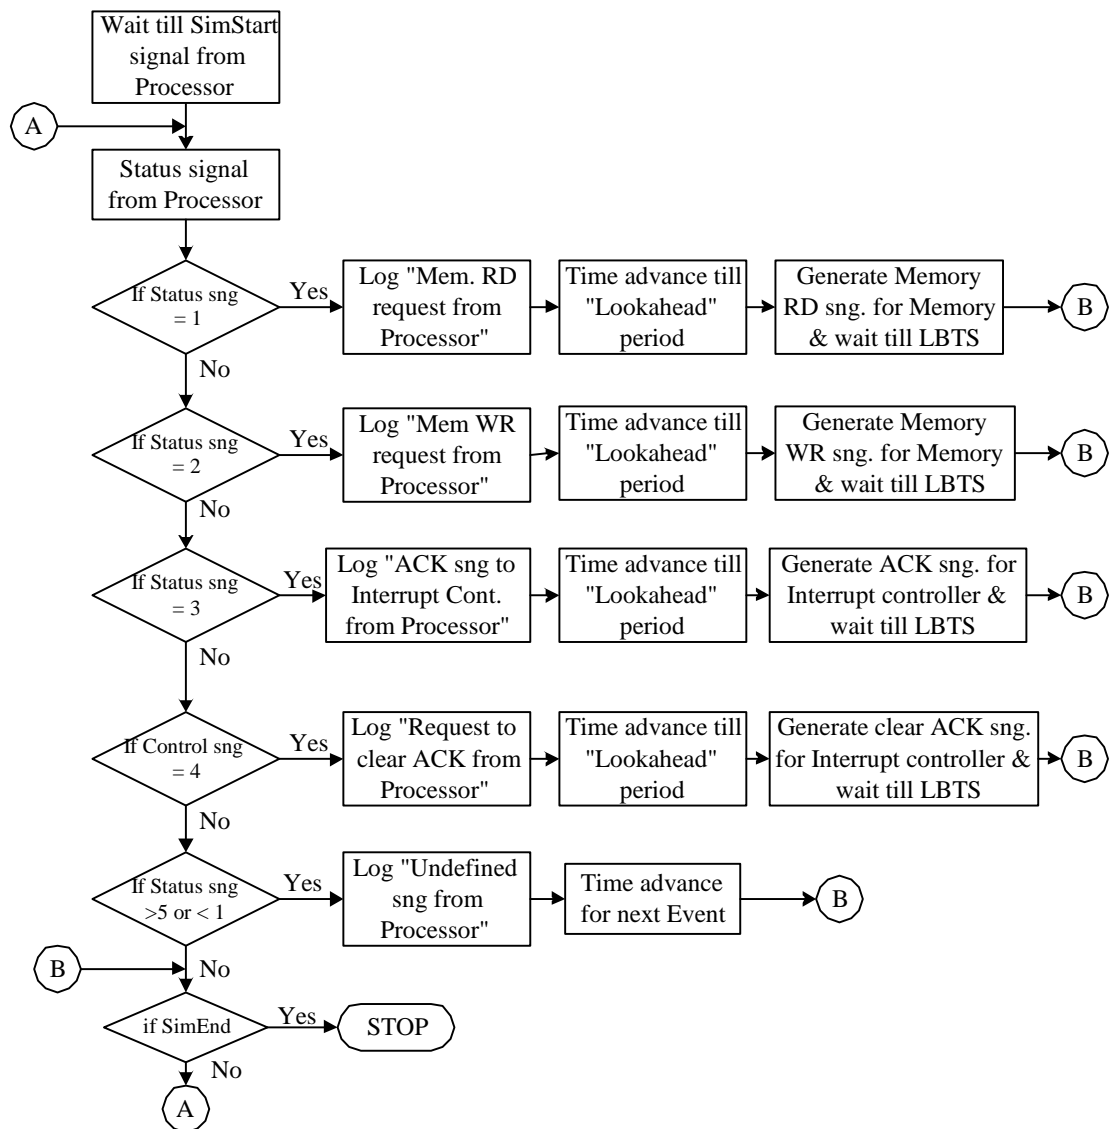 Wait till SimStart
signal from
Processor
A
Status signal
from Processor
If Status sng
= 1
Yes
No
Log "Mem. RD
request from
Processor"
Time advance till
"Lookahead"
period
Generate Memory
RD sng. for Memory
& wait till LBTS
B
If Status sng
= 2
Yes
No
Log "Mem WR
request from
Processor"
Time advance till
"Lookahead"
period
Generate Memory
WR sng. for Memory
& wait till LBTS
B
If Status sng
= 3
Yes
No
Log "ACK sng to
Interrupt Cont.
from Processor"
Time advance till
"Lookahead"
period
Generate ACK sng. for
Interrupt controller &
wait till LBTS
B
If Control sng
= 4
Yes
No
Log "Request to
clear ACK from
Processor"
Time advance till
"Lookahead"
period
Generate clear ACK sng.
for Interrupt controller &
wait till LBTS
B
If Status sng
>5 or < 1
Yes
No
Log "Undefined
sng from
Processor"
Time advance
for next Event
B
B
if SimEnd
Yes
STOP
No
A